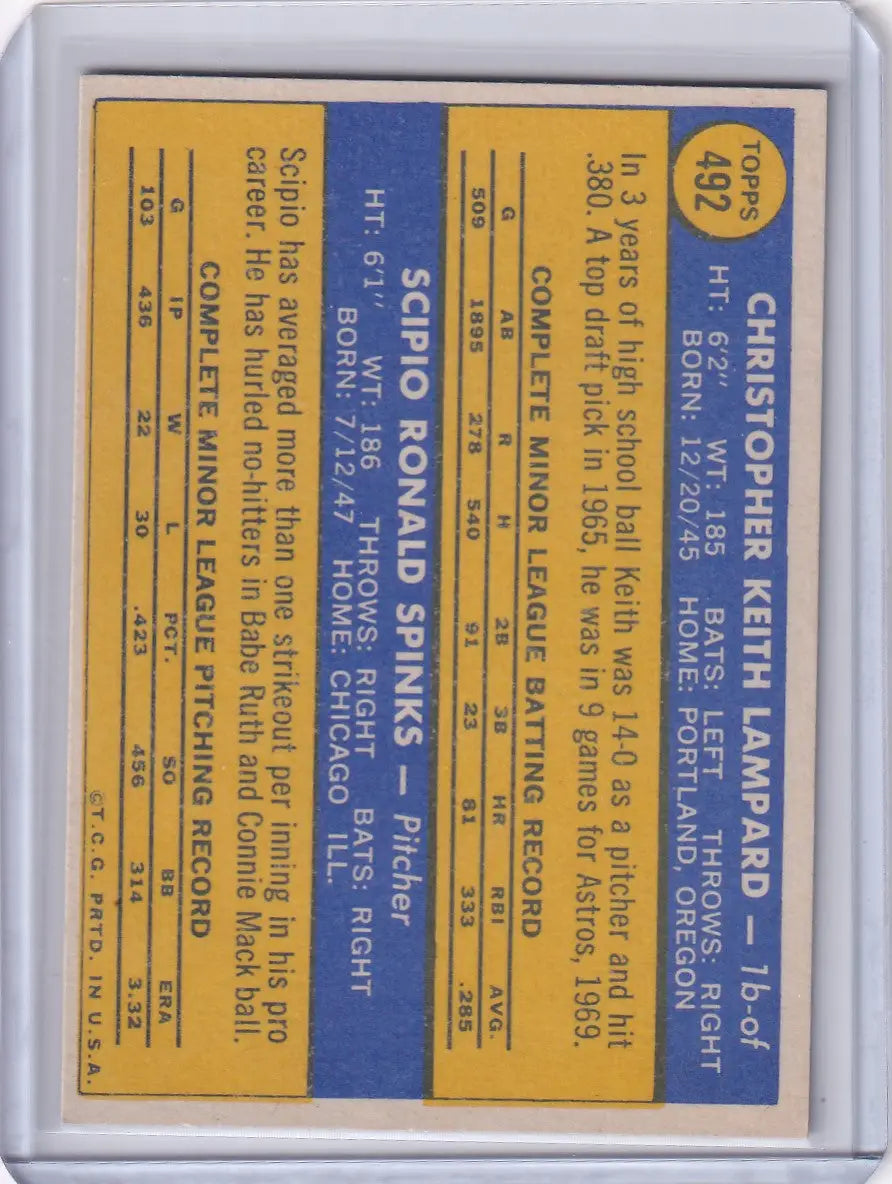 TOPPS
492
CHRISTOPHER KEITH LAMPARD — 1b-of
HT: 6'2" WT: 185 BATS: LEFT THROWS: RIGHT
BORN: 12/20/45 HOME: PORTLAND, OREGON
In 3 years of high school ball Keith was 14-0 as a pitcher and hit
.380. A top draft pick in 1965, he was in 9 games for Astros, 1969.
COMPLETE MINOR LEAGUE BATTING RECORD
G AB R H 2B 3B HR RBI AVG.
509 1895 278 540 91 23 81 333 .285
SCIPIO RONALD SPINKS — Pitcher
HT: 6'1" WT: 186 THROWS: RIGHT BATS: RIGHT
BORN: 7/12/47 HOME: CHICAGO ILL.
Scipio has averaged more than one strikeout per inning in his pro
career. He has hurled no-hitters in Babe Ruth and Connie Mack ball.
COMPLETE MINOR LEAGUE PITCHING RECORD
G IP W L PCT. SO BB ERA
103 436 22 30 .423 456 314 3.32
©T.C.G. PRTD. IN U.S.A.